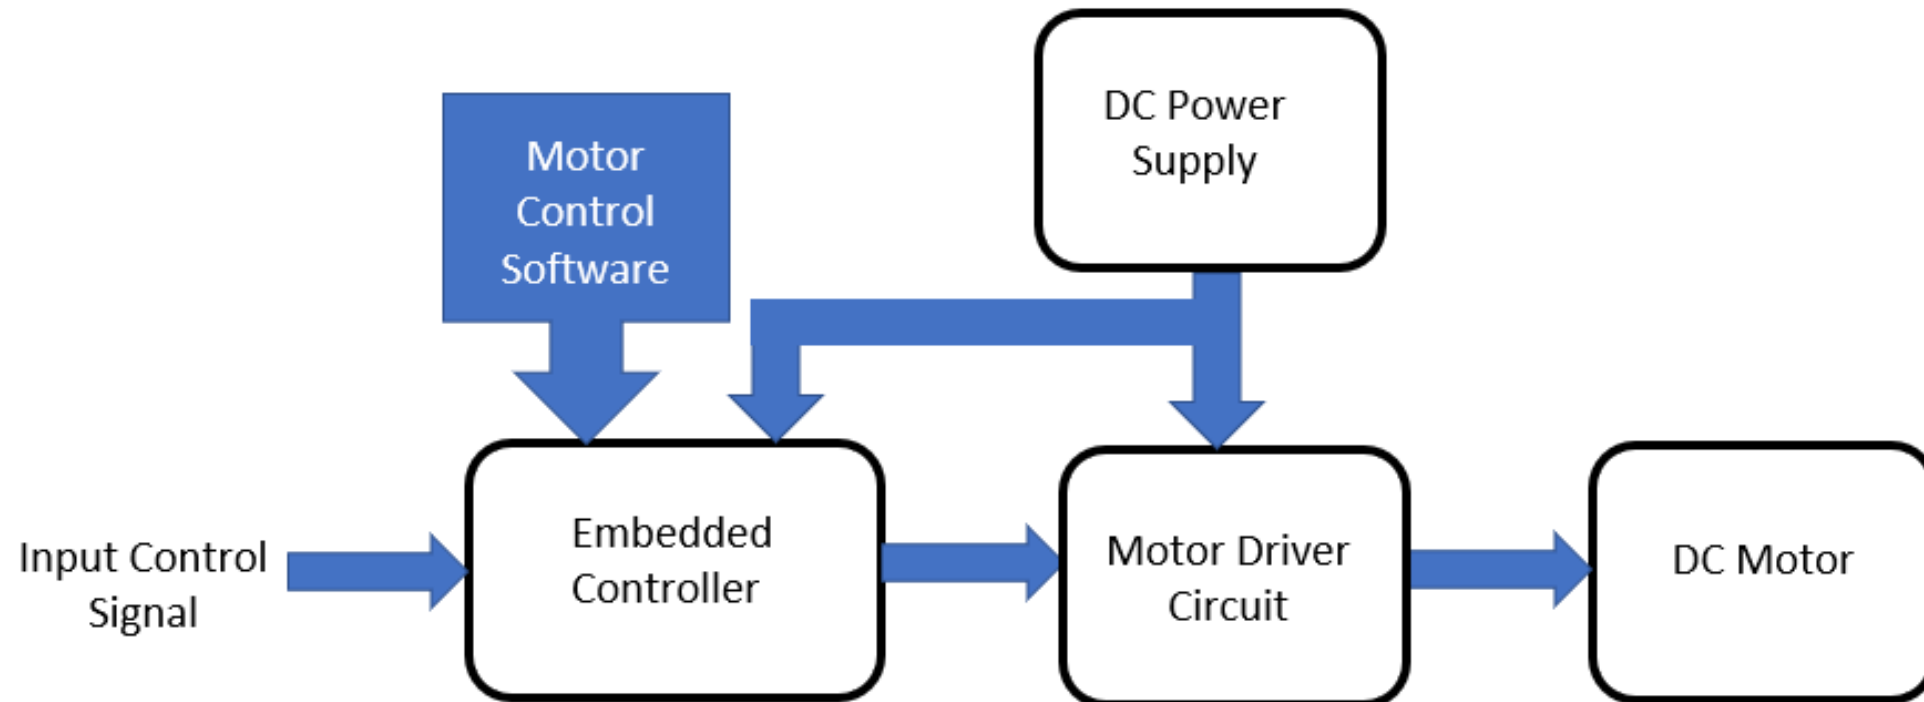 DC Power
Supply
Motor
Control
Software
Input Control
Signal
Embedded
Controller
Motor Driver
Circuit
DC Motor